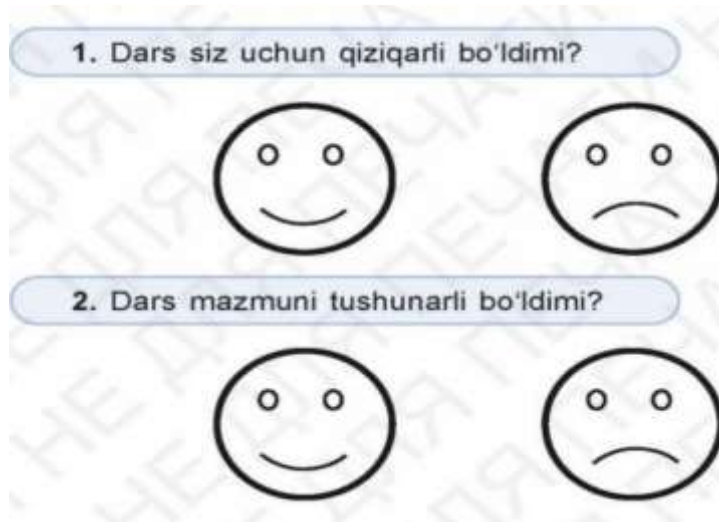 1. Dars siz uchun qiziqarli bo‘ldimi?
2. Dars mazmuni tushunarli bo‘ldimi?